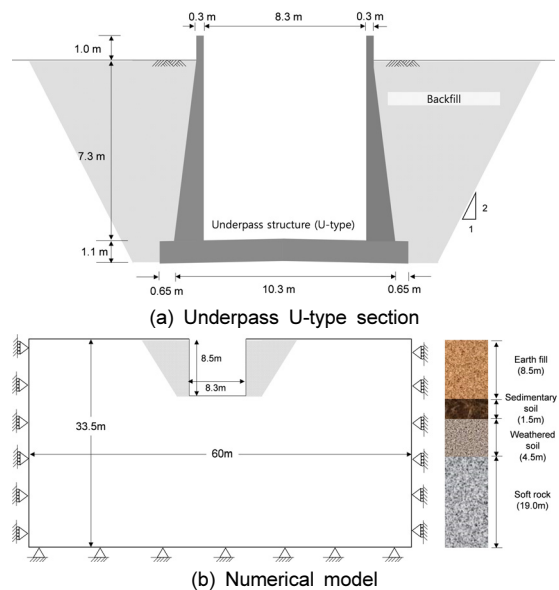 0.3 m
8.3 m
0.3 m
1.0 m
Backfill
7.3 m
2
1
Underpass structure (U-type)
1.1 m
0.65 m
10.3 m
0.65 m
(a) Underpass U-type section
8.5m
8.3m
33.5m
60m
Earth fill
(8.5m)
Sedimentary
soil
(1.5m)
Weathered
soil
(4.5m)
Soft rock
(19.0m)
(b) Numerical model